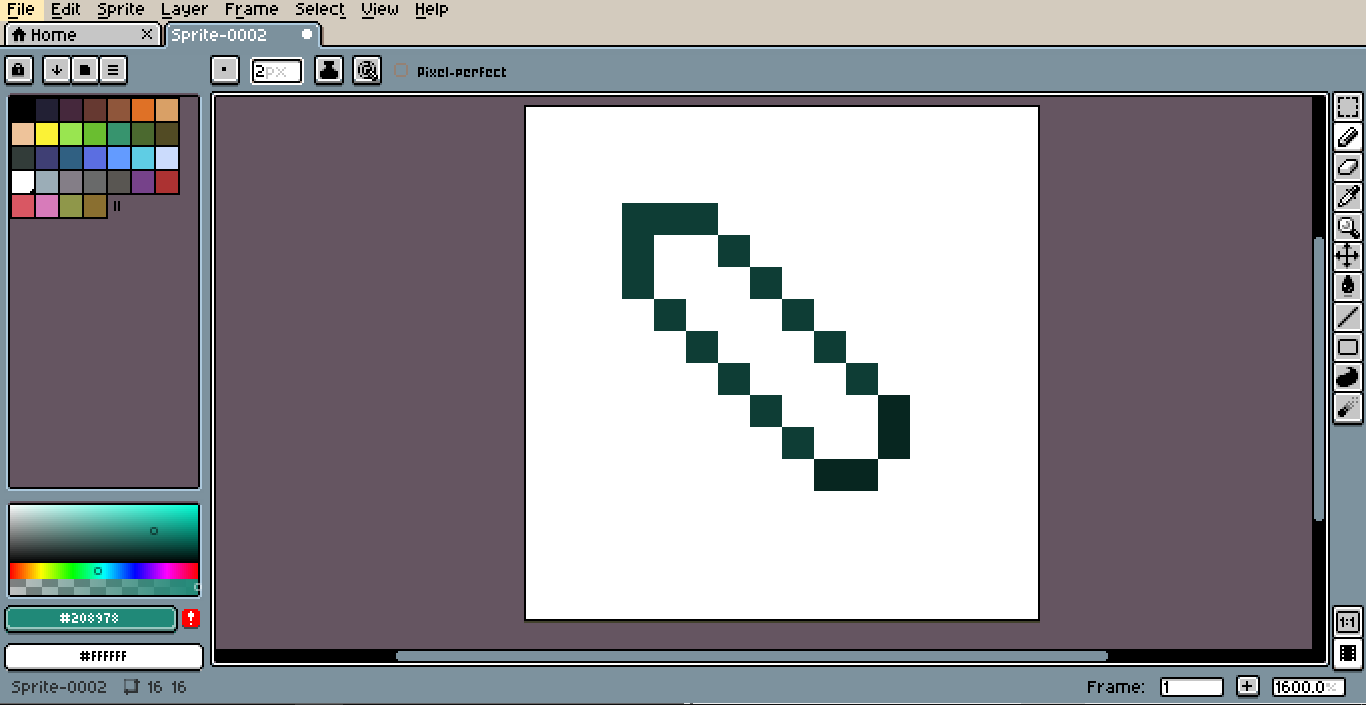 File Edit Sprite Layer Frame Select View Help
Home Sprite-0002
2px Pixel-perfect
#208978
#FFFFFF
1:1
Sprite-0002 16 16 Frame: 1 1600.0%